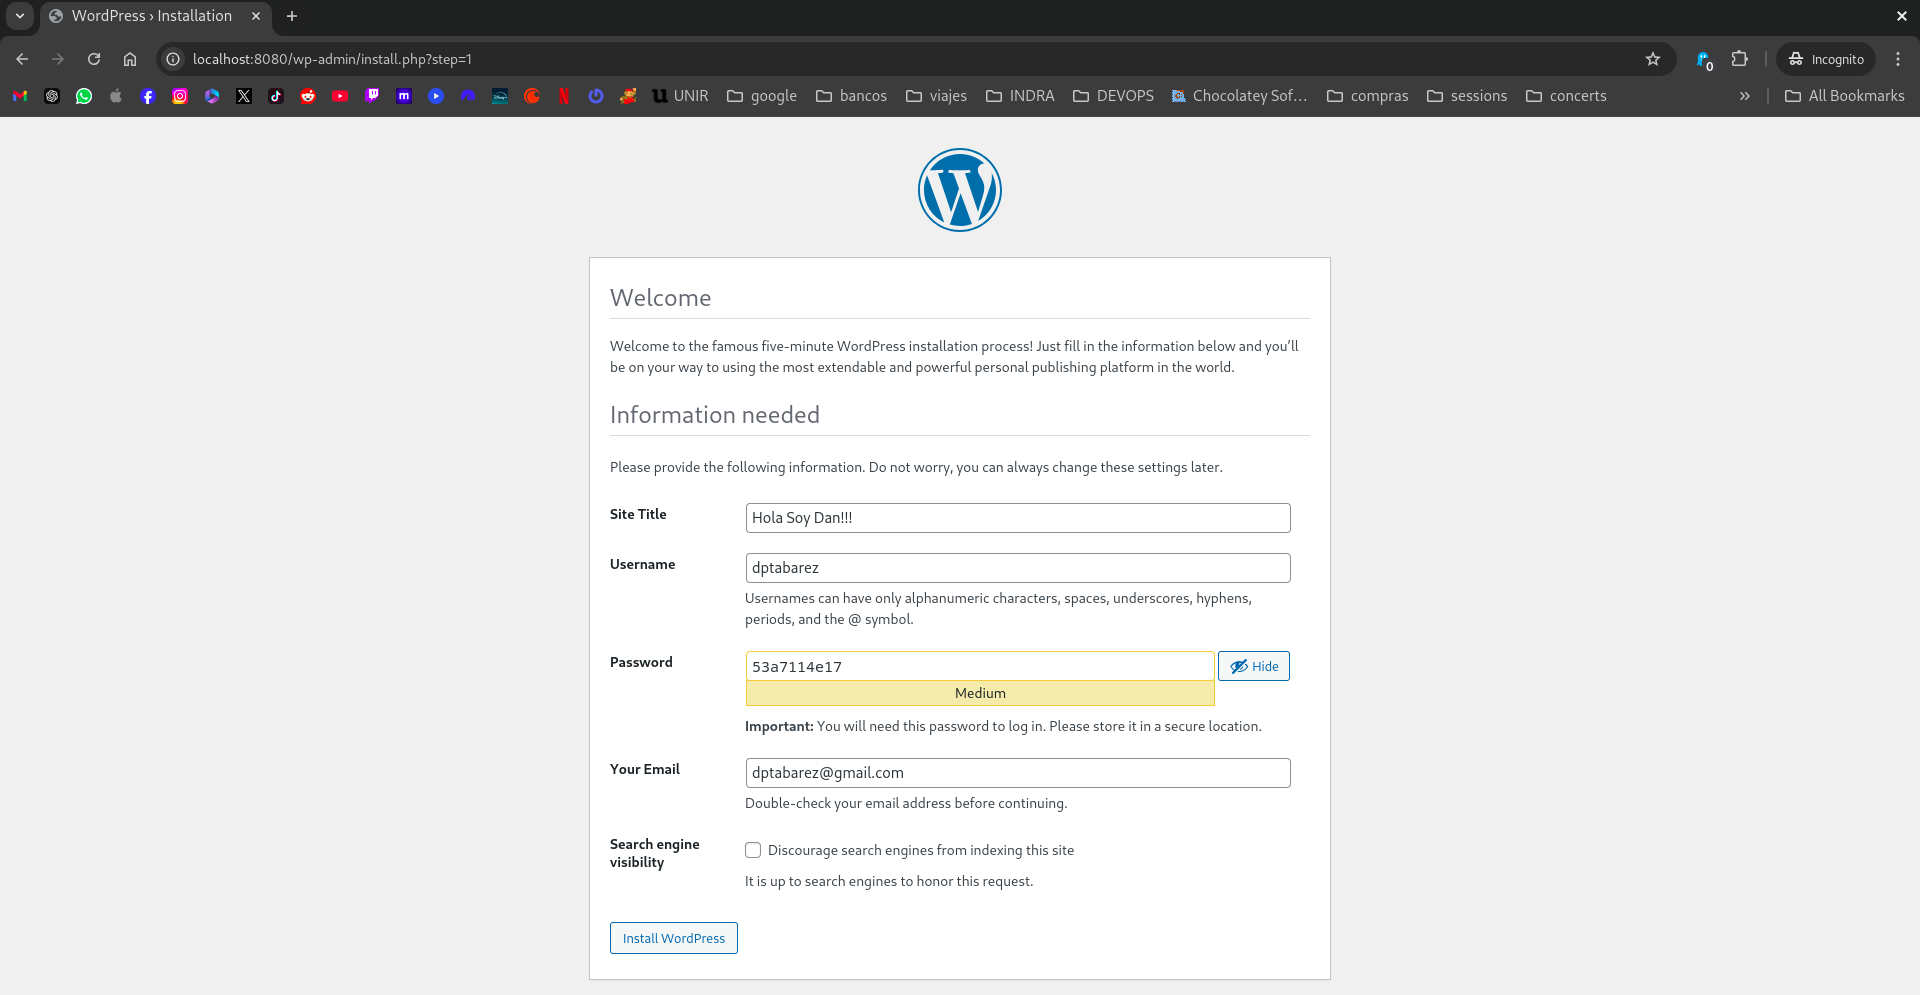 WordPress › Installation
localhost:8080/wp-admin/install.php?step=1
0
Incognito
UNIR google bancos viajes INDRA DEVOPS Chocolatey Sof... compras sessions concerts » All Bookmarks
Welcome
Welcome to the famous five-minute WordPress installation process! Just fill in the information below and you’ll
be on your way to using the most extendable and powerful personal publishing platform in the world.
Information needed
Please provide the following information. Do not worry, you can always change these settings later.
Site Title
Hola Soy Dan!!!
Username
dptabarez
Usernames can have only alphanumeric characters, spaces, underscores, hyphens,
periods, and the @ symbol.
Password
53a7114e17
Hide
Medium
Important: You will need this password to log in. Please store it in a secure location.
Your Email
dptabarez@gmail.com
Double-check your email address before continuing.
Search engine
visibility
Discourage search engines from indexing this site
It is up to search engines to honor this request.
Install WordPress